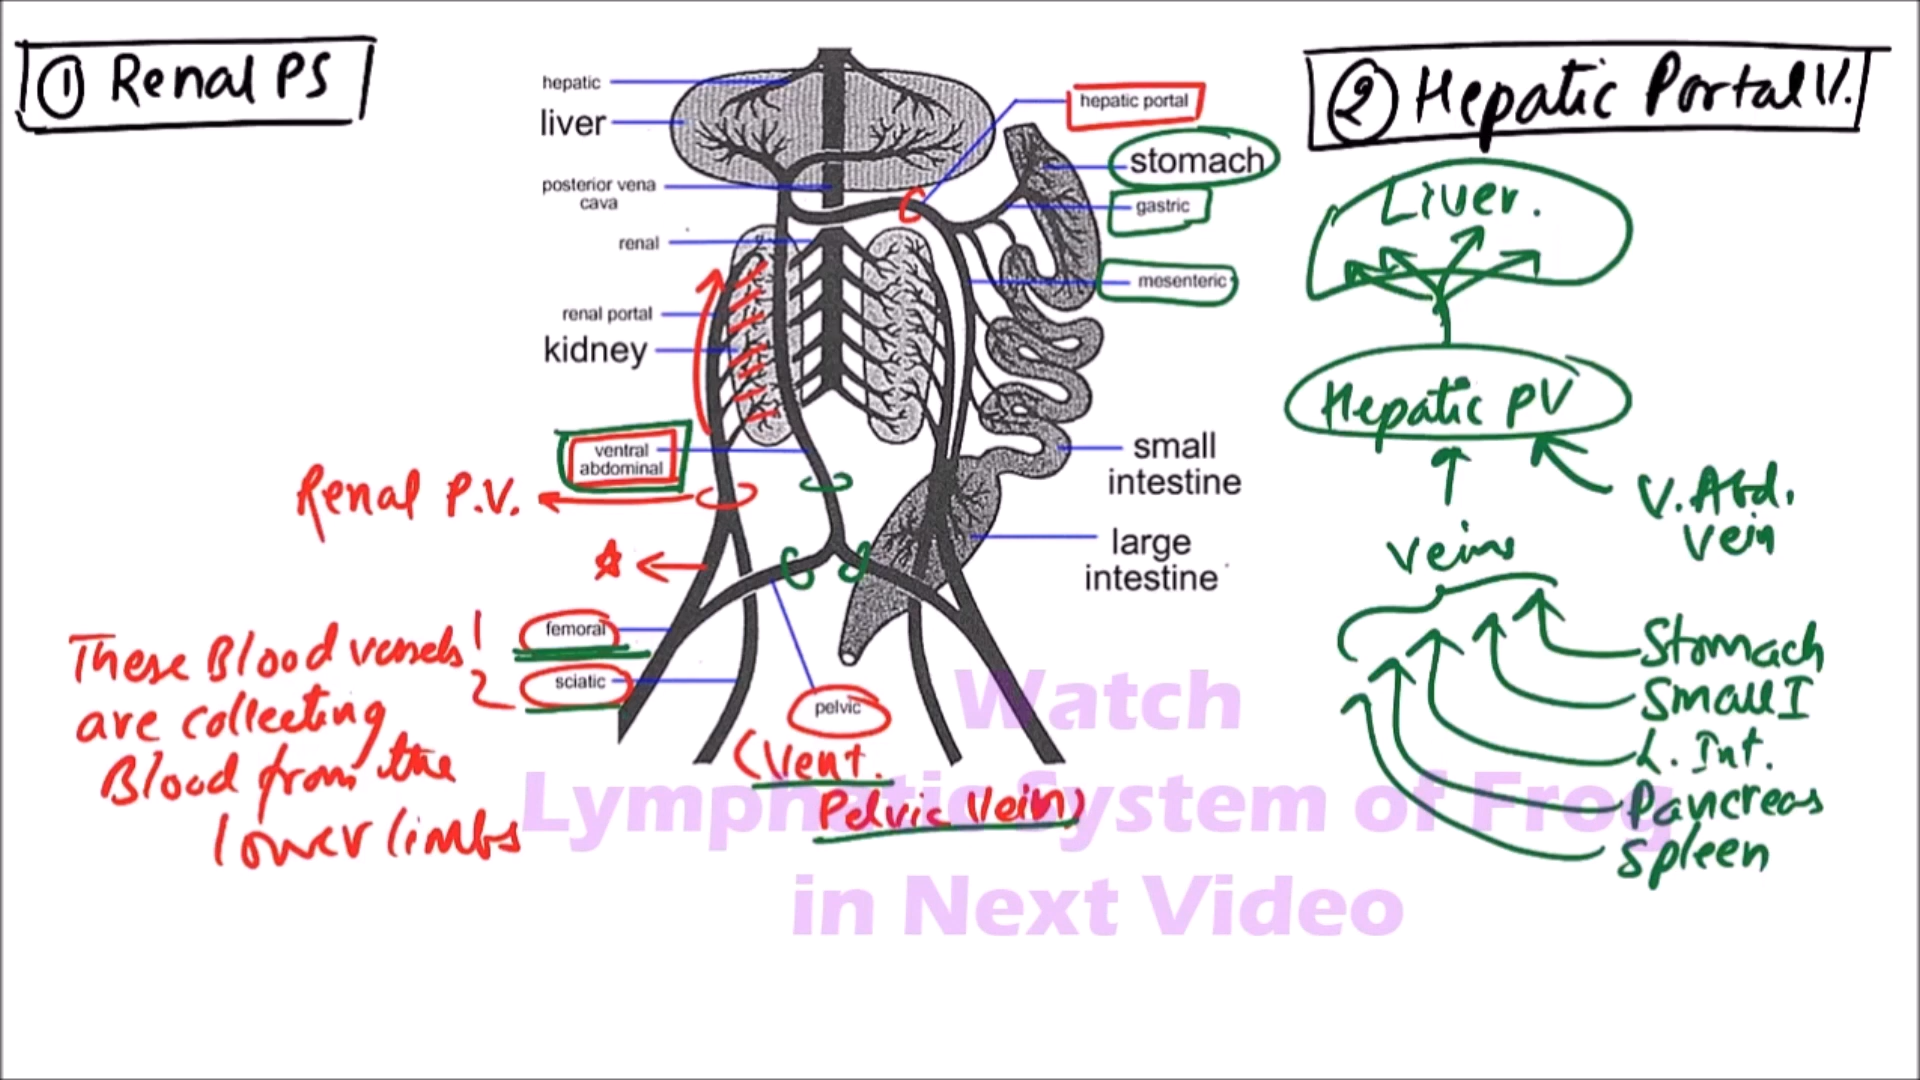 ① Renal PS
② Hepatic Portal V.
hepatic
liver
posterior vena
cava
renal
renal portal
kidney
ventral
abdominal
Renal P.V.
femoral
sciatic
1
2
These Blood vessels
are collecting
Blood from the
lower limbs
pelvic
(Vent.
Pelvic Vein)
hepatic portal
stomach
gastric
mesenteric
small
intestine
large
intestine
Liver.
Hepatic PV
V. Abd.
Vein
Veins
Stomach
Small I
L. Int.
Pancreas
Spleen
Watch
Lymphatic System of Frog
in Next Video